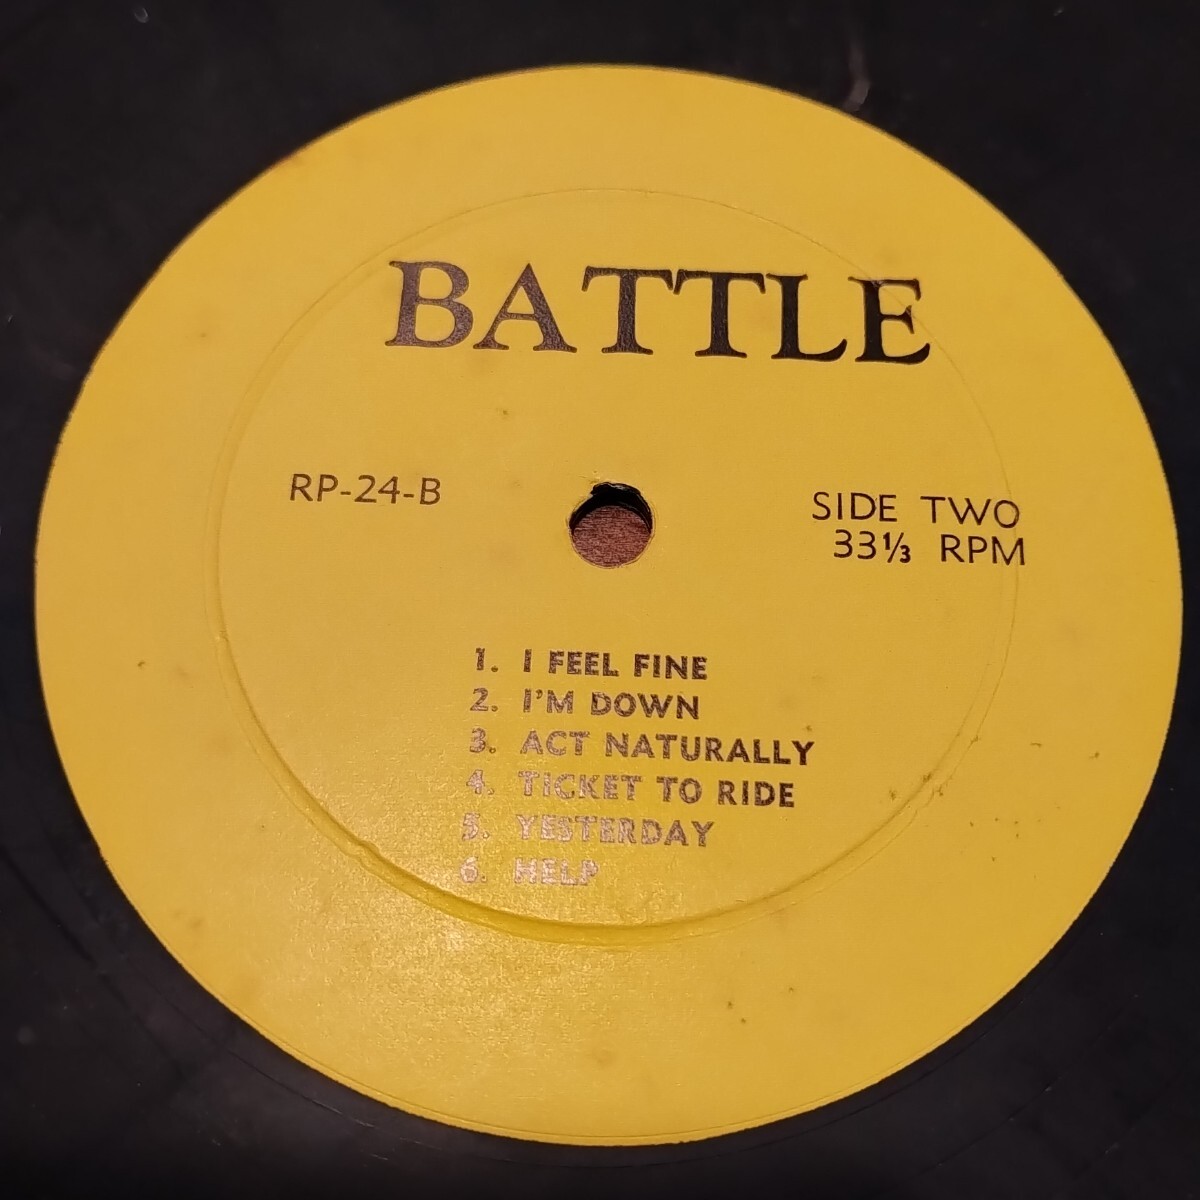 BATTLE
RP-24-B
SIDE TWO
33⅓ RPM
1. I FEEL FINE
2. I'M DOWN
3. ACT NATURALLY
4. TICKET TO RIDE
5. YESTERDAY
6. HELP